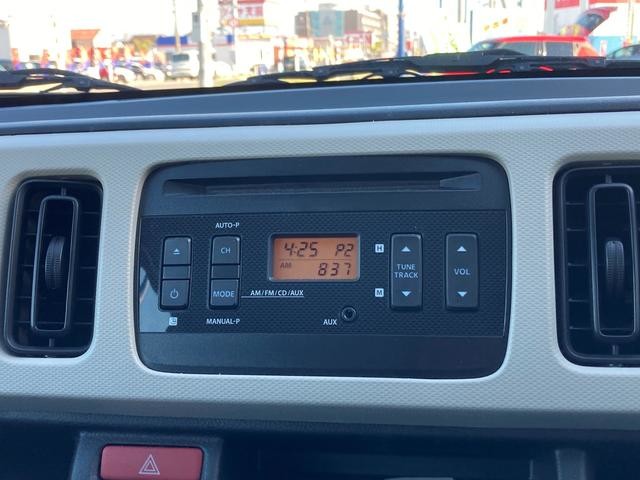 AUTO-P
CH
MODE
MANUAL-P
4:25 P2
AM 837
AM/FM/CD/AUX
AUX
H
M
TUNE
TRACK
VOL